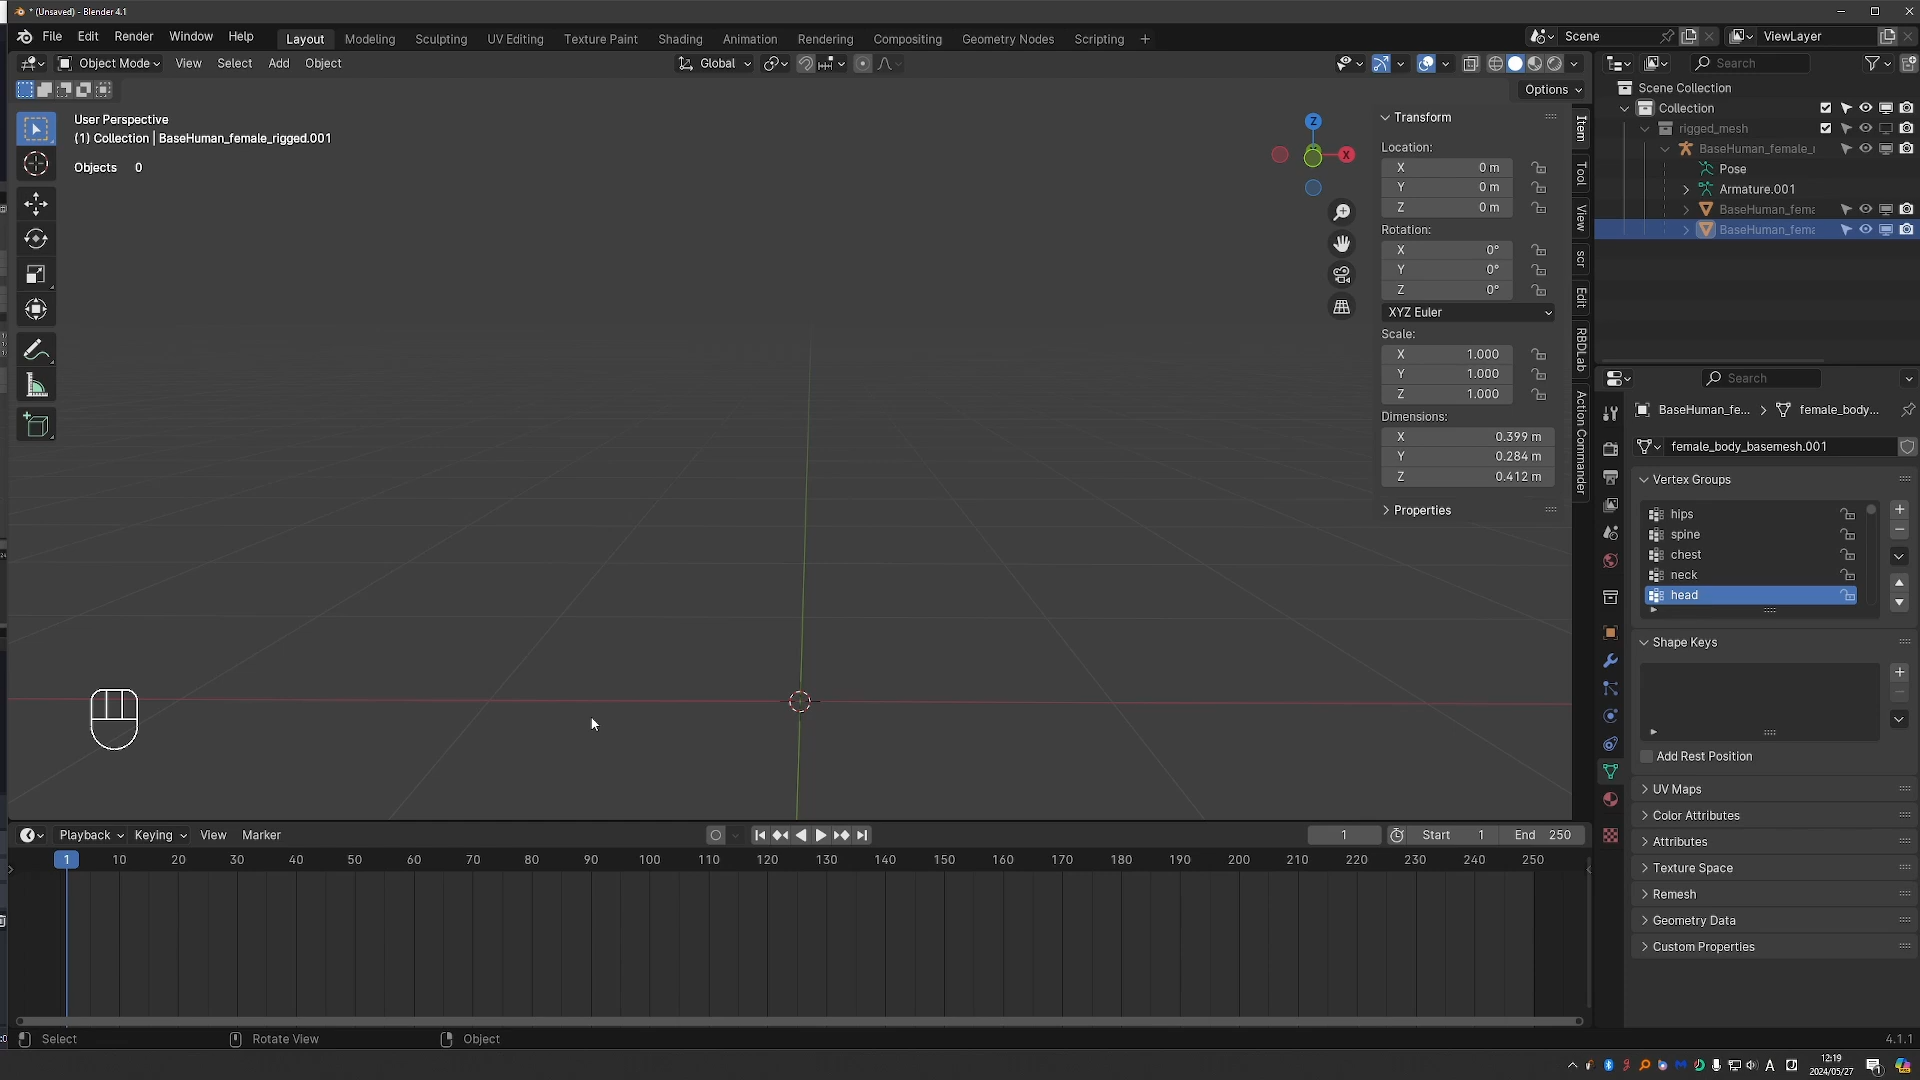 * (Unsaved) - Blender 4.1
File Edit Render Window Help Layout Modeling Sculpting UV Editing Texture Paint Shading Animation Rendering Compositing Geometry Nodes Scripting + Scene ViewLayer
Object Mode View Select Add Object Global Search
Options
User Perspective
(1) Collection | BaseHuman_female_rigged.001
Objects 0
Z
X
Transform
Location:
X 0 m
Y 0 m
Z 0 m
Rotation:
X 0°
Y 0°
Z 0°
XYZ Euler
Scale:
X 1.000
Y 1.000
Z 1.000
Dimensions:
X 0.399 m
Y 0.284 m
Z 0.412 m
Properties
Item
Tool
View
scr
Edit
RBDLab
Action Commander
Scene Collection
Collection
rigged_mesh
BaseHuman_female_
Pose
Armature.001
BaseHuman_fema
BaseHuman_fema
Search
BaseHuman_fe... > female_body...
female_body_basemesh.001
Vertex Groups
hips
spine
chest
neck
head
Shape Keys
Add Rest Position
UV Maps
Color Attributes
Attributes
Texture Space
Remesh
Geometry Data
Custom Properties
Playback Keying View Marker 1 Start 1 End 250
1 10 20 30 40 50 60 70 80 90 100 110 120 130 140 150 160 170 180 190 200 210 220 230 240 250
Select Rotate View Object 4.1.1
A 12:19
2024/05/27